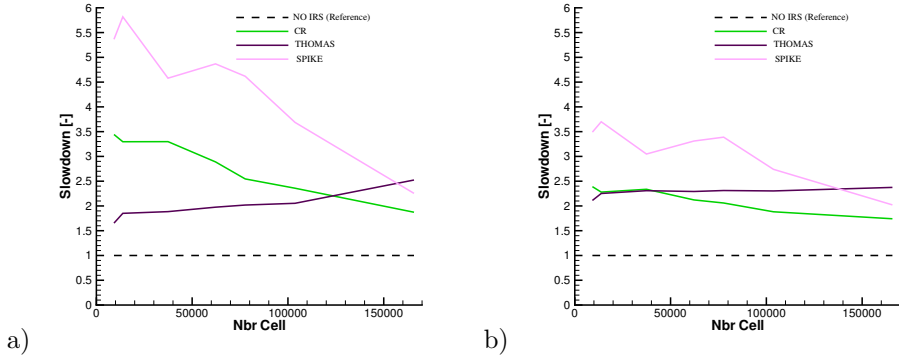 NO IRS (Reference)
CR
THOMAS
SPIKE
6
5.5
5
4.5
4
3.5
3
2.5
2
1.5
1
0.5
0
Slowdown [-]
0
50000
100000
150000
Nbr Cell
a)
NO IRS (Reference)
CR
THOMAS
SPIKE
6
5.5
5
4.5
4
3.5
3
2.5
2
1.5
1
0.5
0
Slowdown [-]
0
50000
100000
150000
Nbr Cell
b)